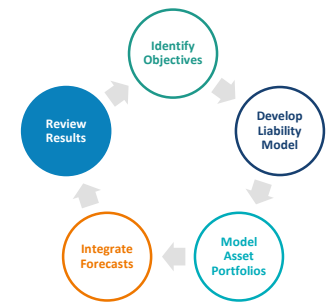 Identify
Objectives
Develop
Liability
Model
Model
Asset
Portfolios
Integrate
Forecasts
Review
Results